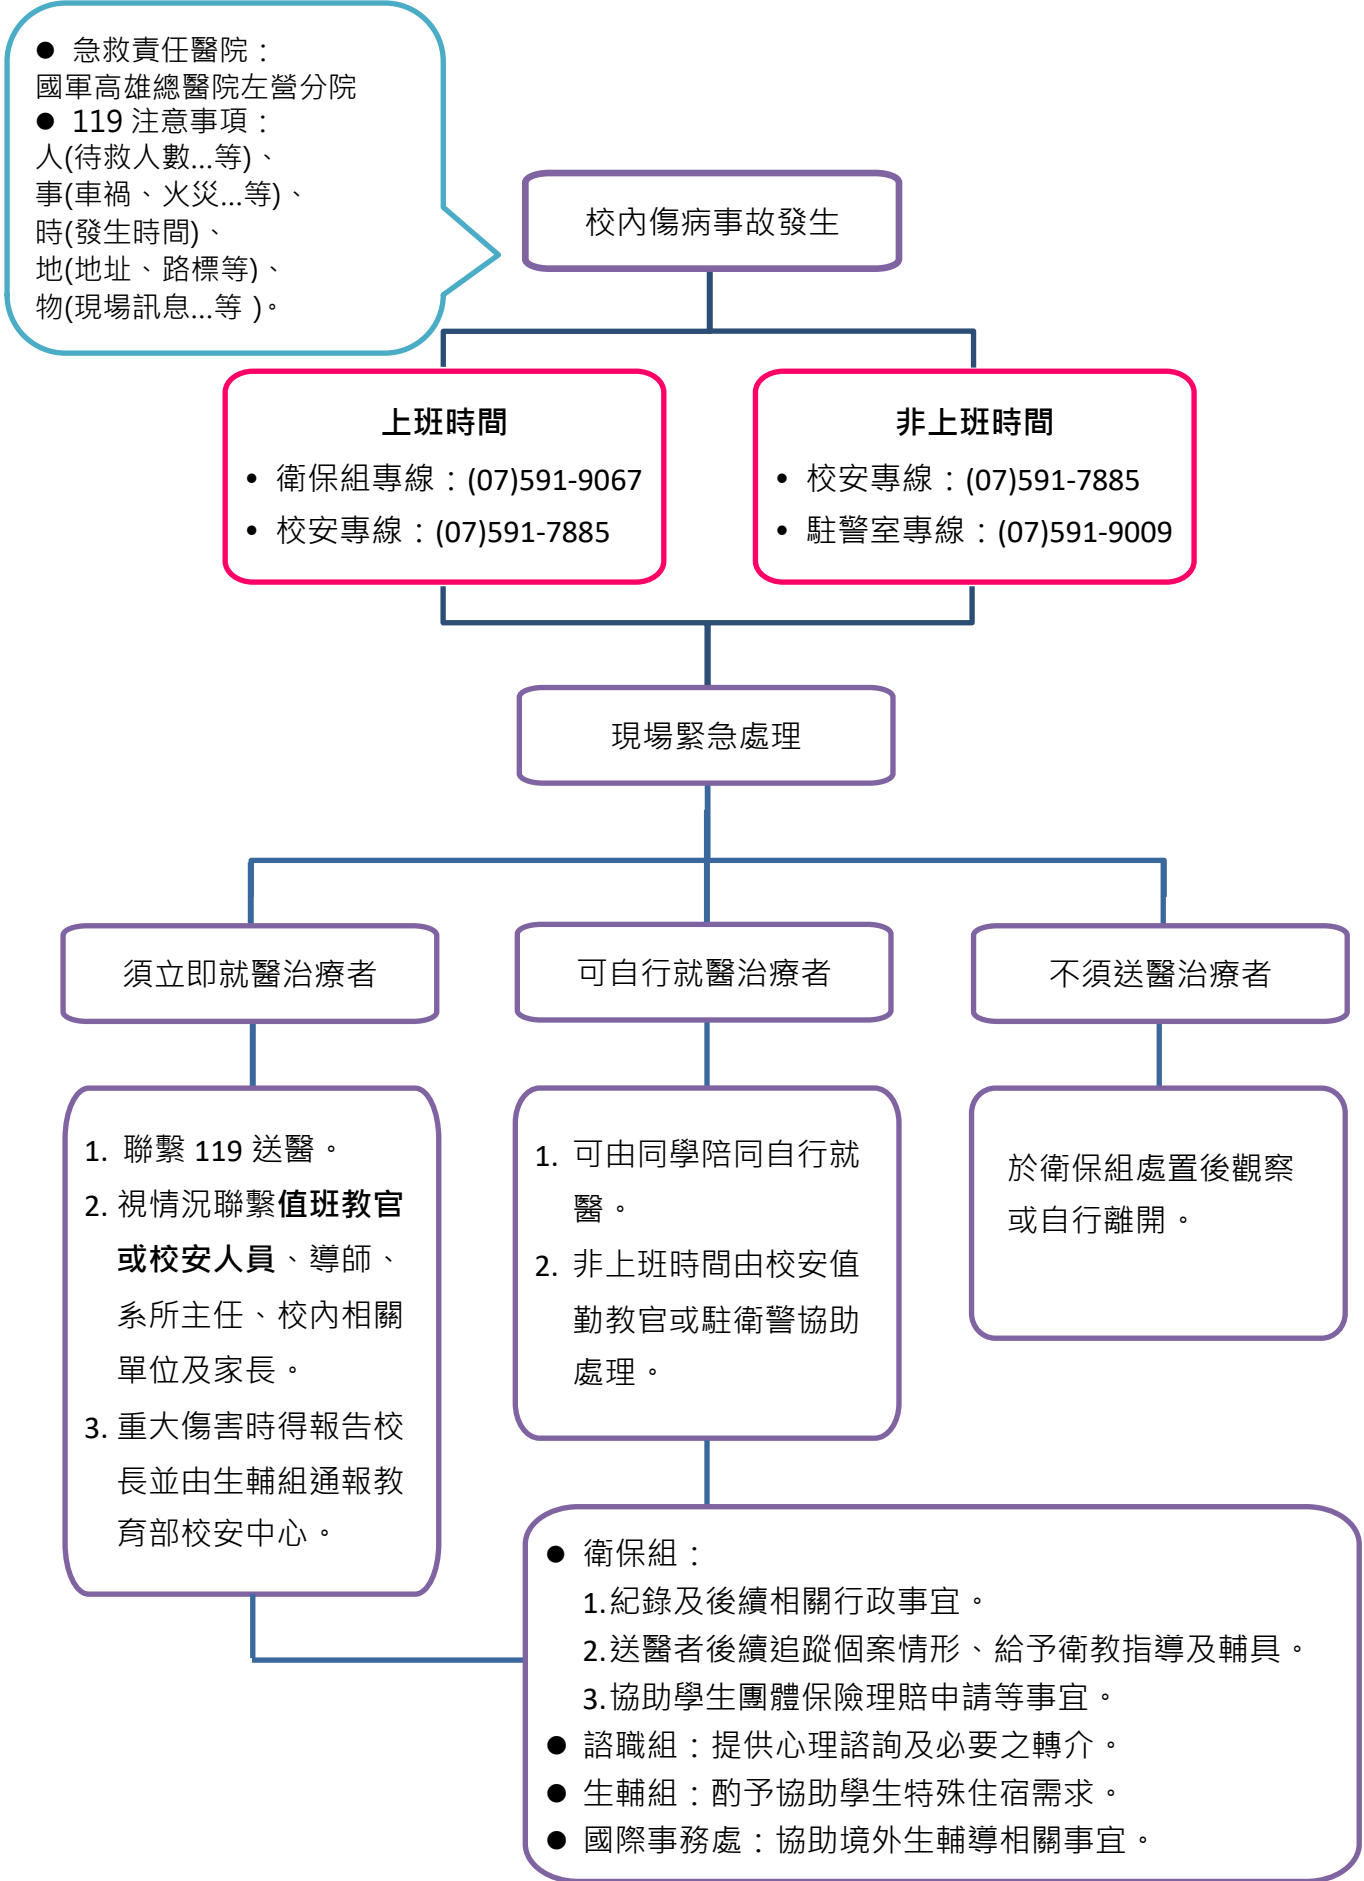 ● 急救責任醫院：
國軍高雄總醫院左營分院
● 119 注意事項：
人(待救人數...等)、
事(車禍、火災...等)、
時(發生時間)、
地(地址、路標等)、
物(現場訊息...等 )。
校內傷病事故發生
上班時間
• 衛保組專線：(07)591-9067
• 校安專線：(07)591-7885
非上班時間
• 校安專線：(07)591-7885
• 駐警室專線：(07)591-9009
現場緊急處理
須立即就醫治療者
可自行就醫治療者
不須送醫治療者
1. 聯繫 119 送醫。
2. 視情況聯繫值班教官
或校安人員、導師、
系所主任、校內相關
單位及家長。
3. 重大傷害時得報告校
長並由生輔組通報教
育部校安中心。
1. 可由同學陪同自行就
醫。
2. 非上班時間由校安值
勤教官或駐衛警協助
處理。
於衛保組處置後觀察
或自行離開。
● 衛保組：
1.紀錄及後續相關行政事宜。
2.送醫者後續追蹤個案情形、給予衛教指導及輔具。
3.協助學生團體保險理賠申請等事宜。
● 諮職組：提供心理諮詢及必要之轉介。
● 生輔組：酌予協助學生特殊住宿需求。
● 國際事務處：協助境外生輔導相關事宜。